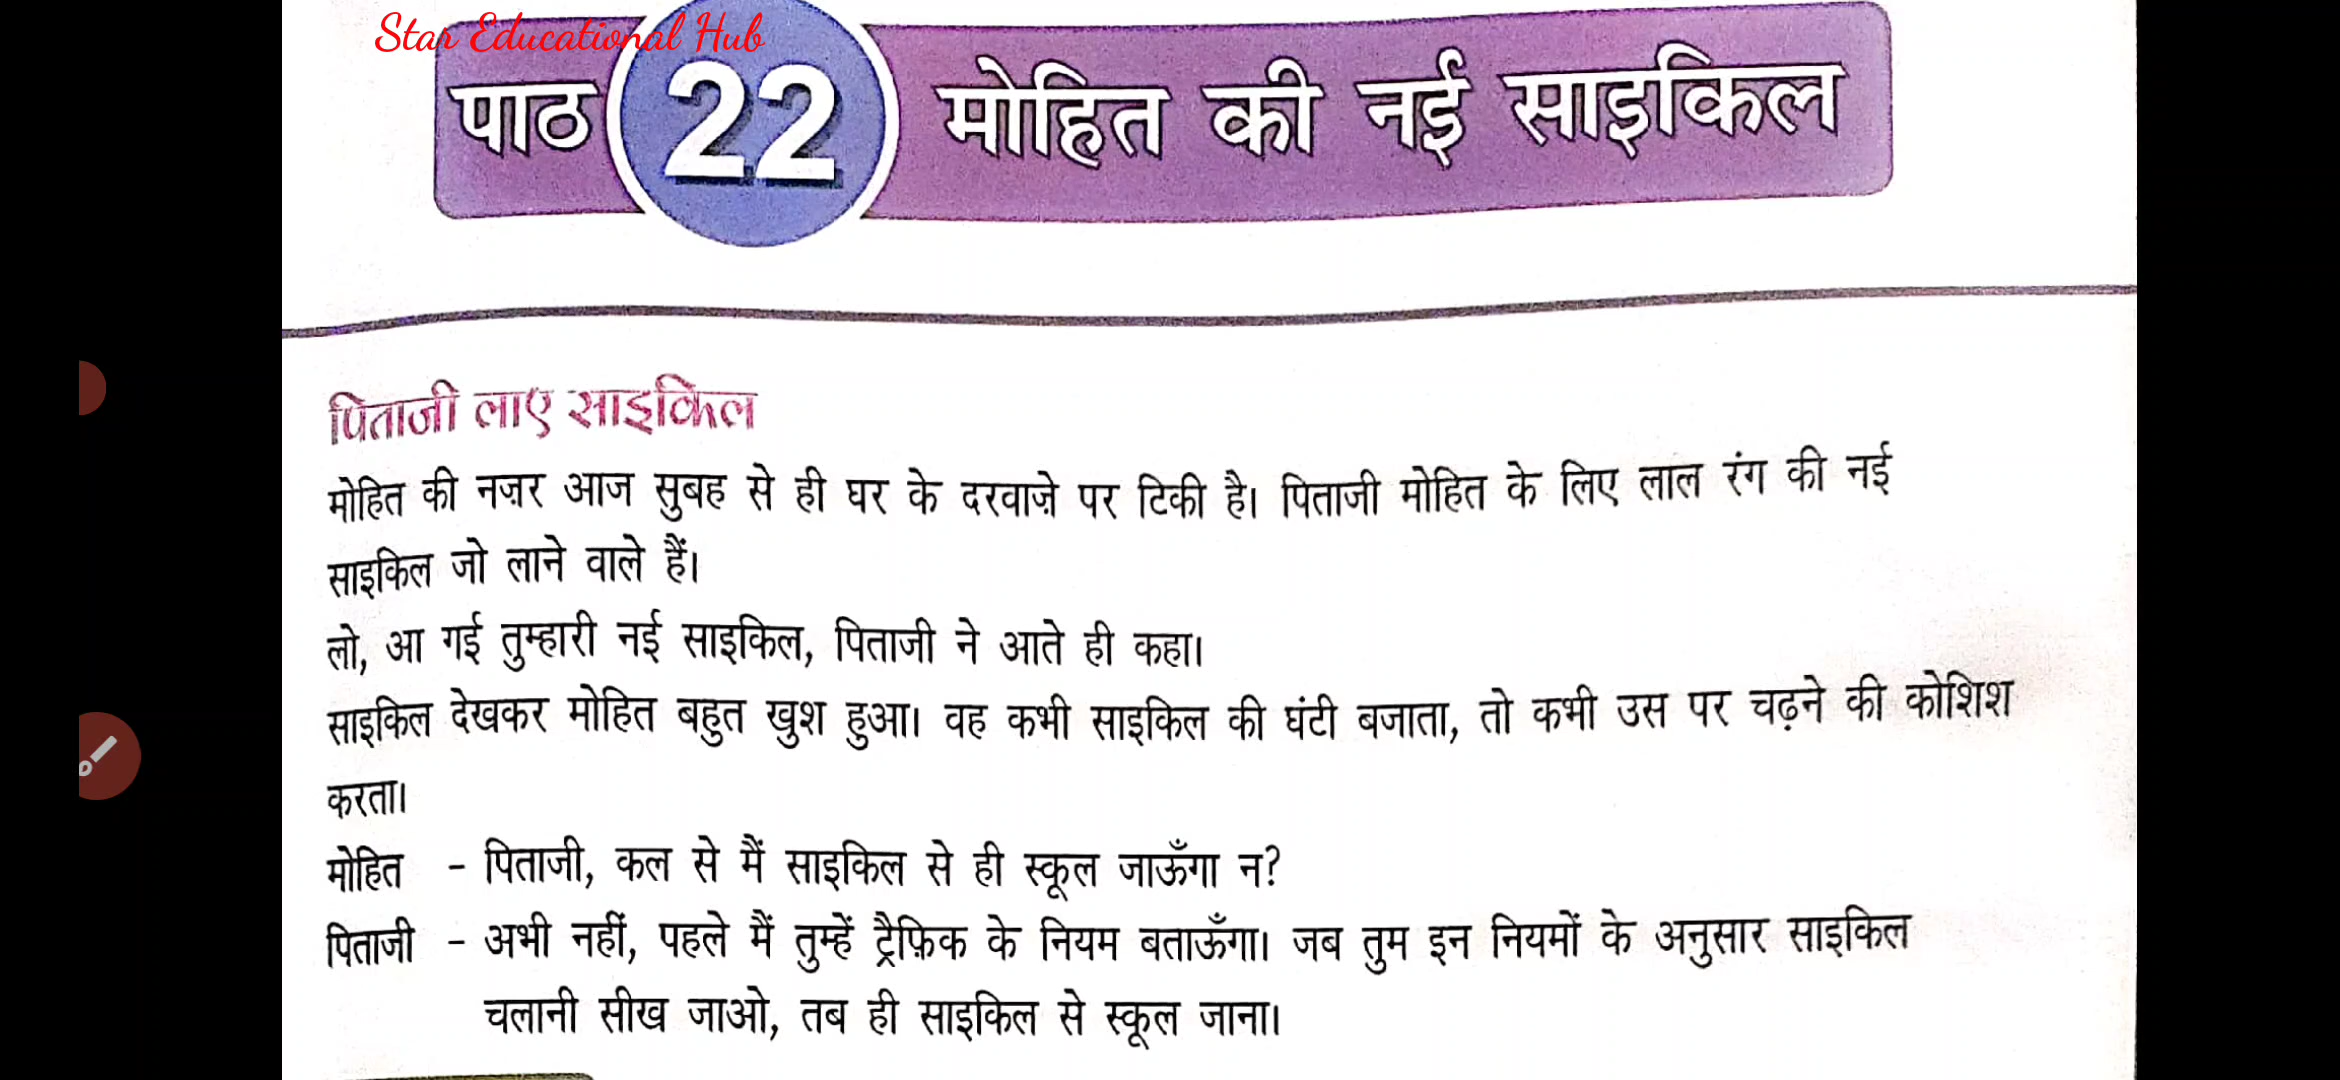 Star Educational Hub
पाठ 22 मोहित की नई साइकिल
पिताजी लाए साइकिल
मोहित की नज़र आज सुबह से ही घर के दरवाज़े पर टिकी है। पिताजी मोहित के लिए लाल रंग की नई
साइकिल जो लाने वाले हैं।
लो, आ गई तुम्हारी नई साइकिल, पिताजी ने आते ही कहा।
साइकिल देखकर मोहित बहुत खुश हुआ। वह कभी साइकिल की घंटी बजाता, तो कभी उस पर चढ़ने की कोशिश
करता।
मोहित - पिताजी, कल से मैं साइकिल से ही स्कूल जाऊँगा न?
पिताजी - अभी नहीं, पहले मैं तुम्हें ट्रैफ़िक के नियम बताऊँगा। जब तुम इन नियमों के अनुसार साइकिल
चलानी सीख जाओ, तब ही साइकिल से स्कूल जाना।